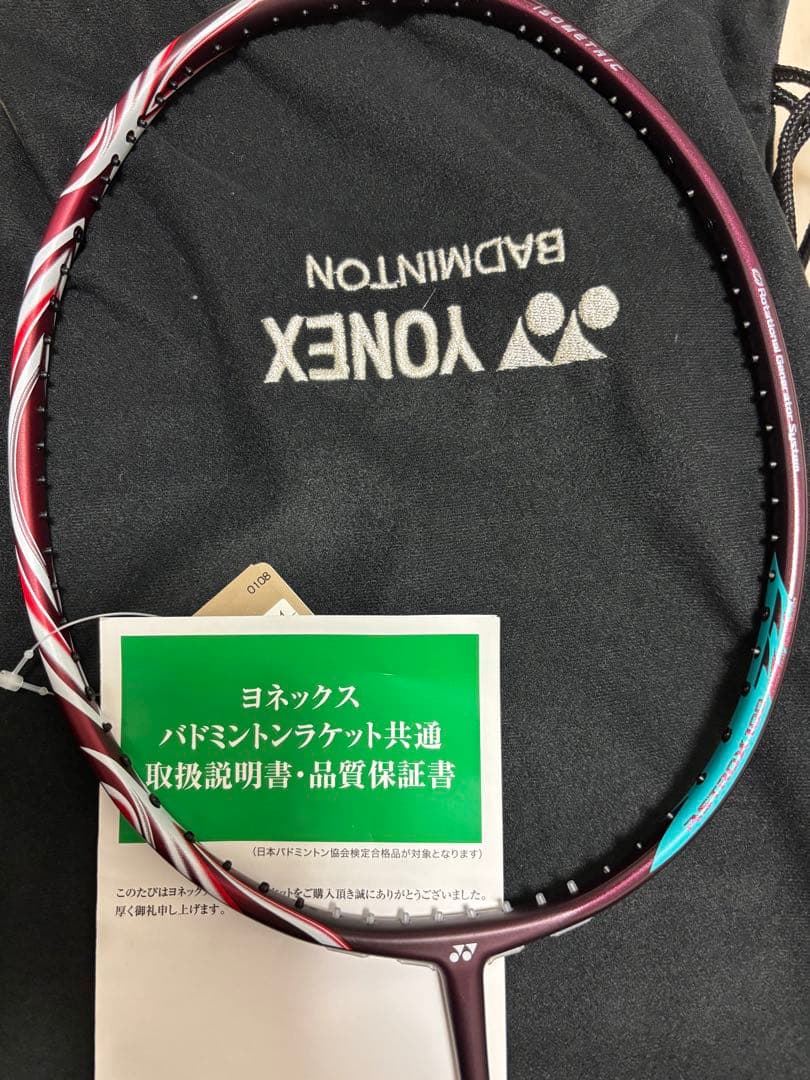 ISOMETRIC
BADMINTON
YONEX
Rotational Generator System
ASTROX 100
ZZ
0108
ヨネックス
バドミントンラケット共通
取扱説明書・品質保証書
(日本バドミントン協会検定合格品が対象となります)
このたびはヨネックス
ケットをご購入頂き誠にありがとうございました。
厚く御礼申し上げます。